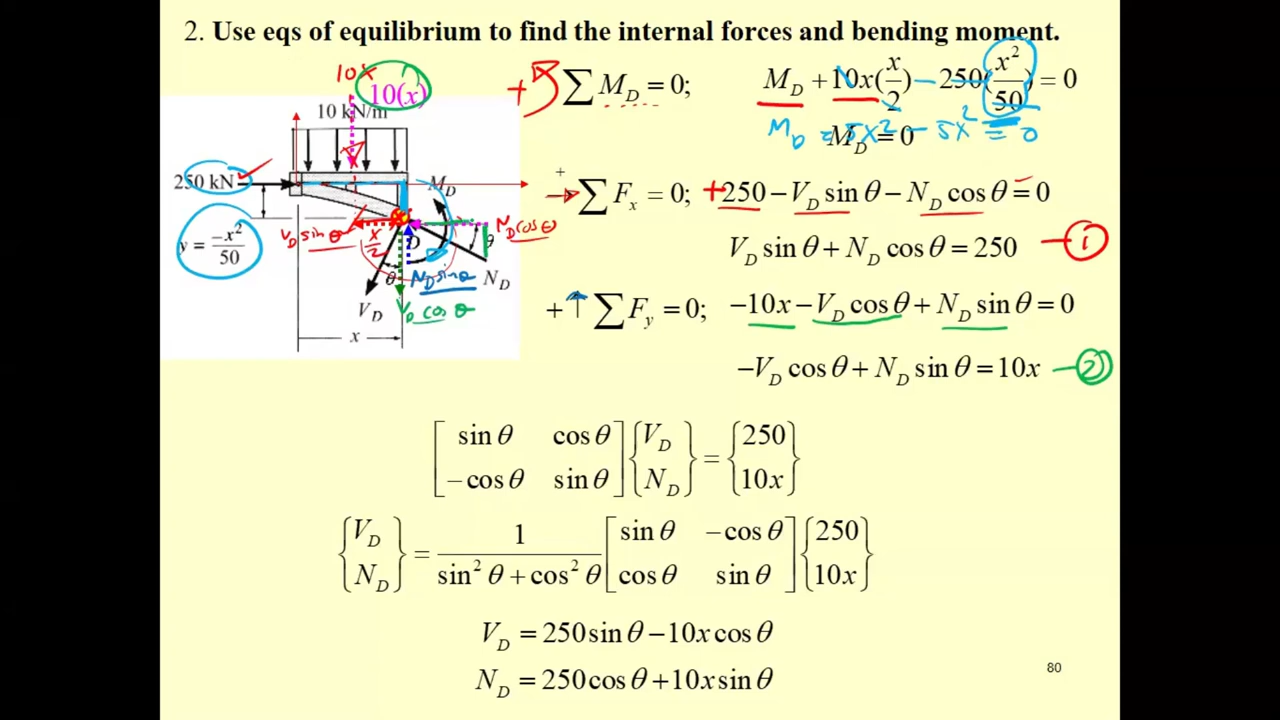 2. Use eqs of equilibrium to find the internal forces and bending moment.
10x
10(x)
10 kN/m
250 kN
y = -x²/50
M_D
V_D sin θ
x/2
D
N_D cos θ
θ
θ
N_D sin θ
N_D
V_D
V_D cos θ
x
+ ∑ M_D = 0; M_D + 10x(x/2) - 250(x²/50) = 0
M_D = 0
M_D = 5x² - 5x² = 0
+ → ∑ F_x = 0; +250 - V_D sin θ - N_D cos θ = 0
V_D sin θ + N_D cos θ = 250 — ①
+ ↑ ∑ F_y = 0; -10x - V_D cos θ + N_D sin θ = 0
-V_D cos θ + N_D sin θ = 10x — ②
[sin θ cos θ] {V_D} = {250}
[-cos θ sin θ] {N_D} {10x}
{V_D} = 1/(sin² θ + cos² θ) [sin θ -cos θ] {250}
{N_D} [cos θ sin θ] {10x}
V_D = 250 sin θ - 10x cos θ
N_D = 250 cos θ + 10x sin θ
80